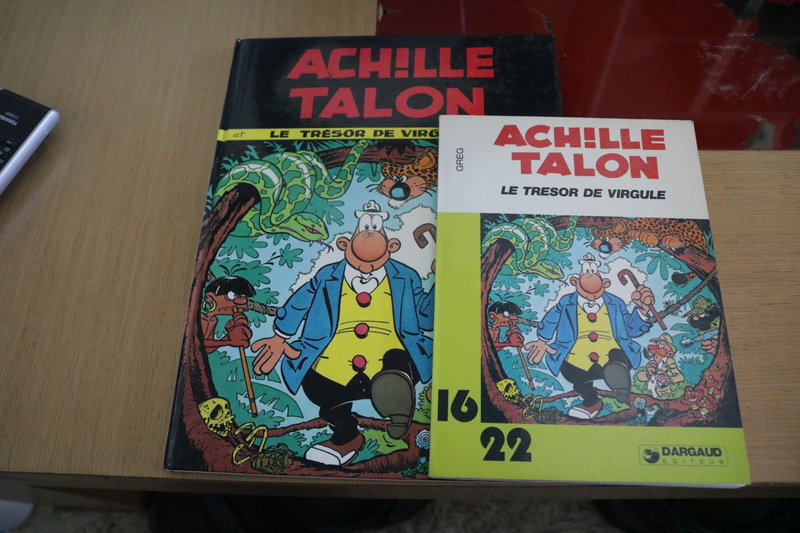 ACH!LLE
TALON
et LE TRÉSOR DE VIRG
GREG
ACH!LLE
TALON
LE TRESOR DE VIRGULE
16
22
DARGAUD
EDITEUR